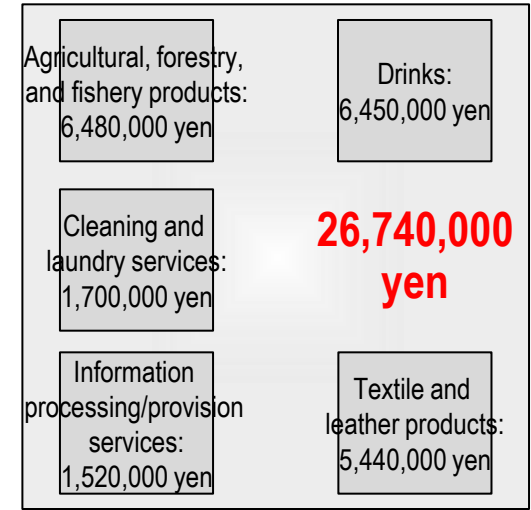 Agricultural, forestry,
and fishery products:
6,480,000 yen
Drinks:
6,450,000 yen
Cleaning and
laundry services:
1,700,000 yen
26,740,000
yen
Information
processing/provision
services:
1,520,000 yen
Textile and
leather products:
5,440,000 yen